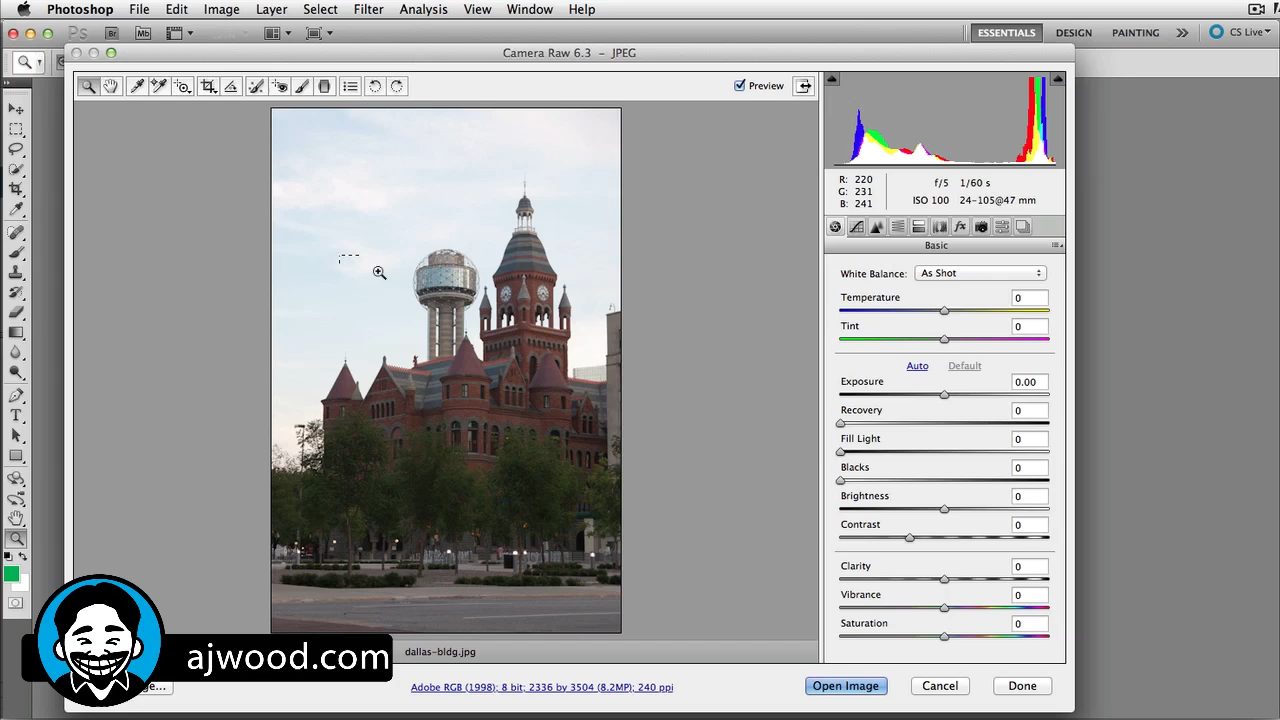 Photoshop File Edit Image Layer Select Filter Analysis View Window Help
Ps Br Mb ESSENTIALS DESIGN PAINTING CS Live
Camera Raw 6.3 - JPEG
Preview
R: 220 f/5 1/60 s
G: 231
B: 241 ISO 100 24-105@47 mm
Basic
White Balance: As Shot
Temperature 0
Tint 0
Auto Default
Exposure 0.00
Recovery 0
Fill Light 0
Blacks 0
Brightness 0
Contrast 0
Clarity 0
Vibrance 0
Saturation 0
dallas-bldg.jpg
ajwood.com
Adobe RGB (1998); 8 bit; 2336 by 3504 (8.2MP); 240 ppi
Open Image Cancel Done